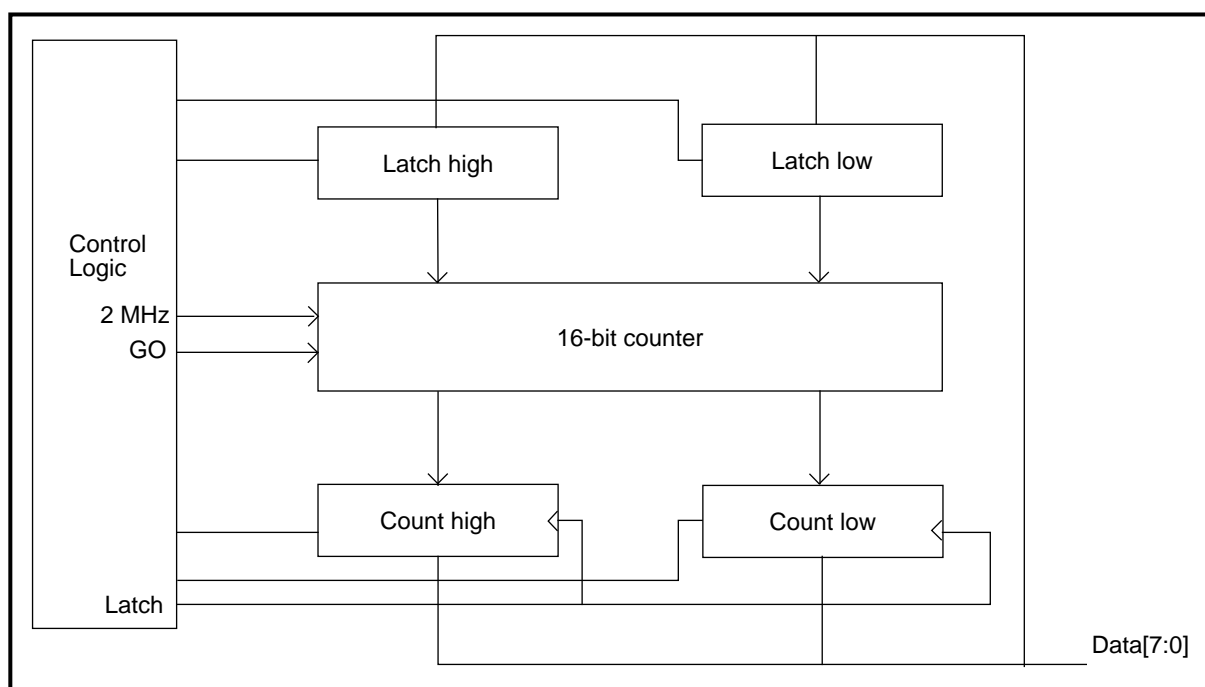 Latch high
Latch low
Control
Logic
2 MHz
GO
16-bit counter
Count high
Count low
Latch
Data[7:0]